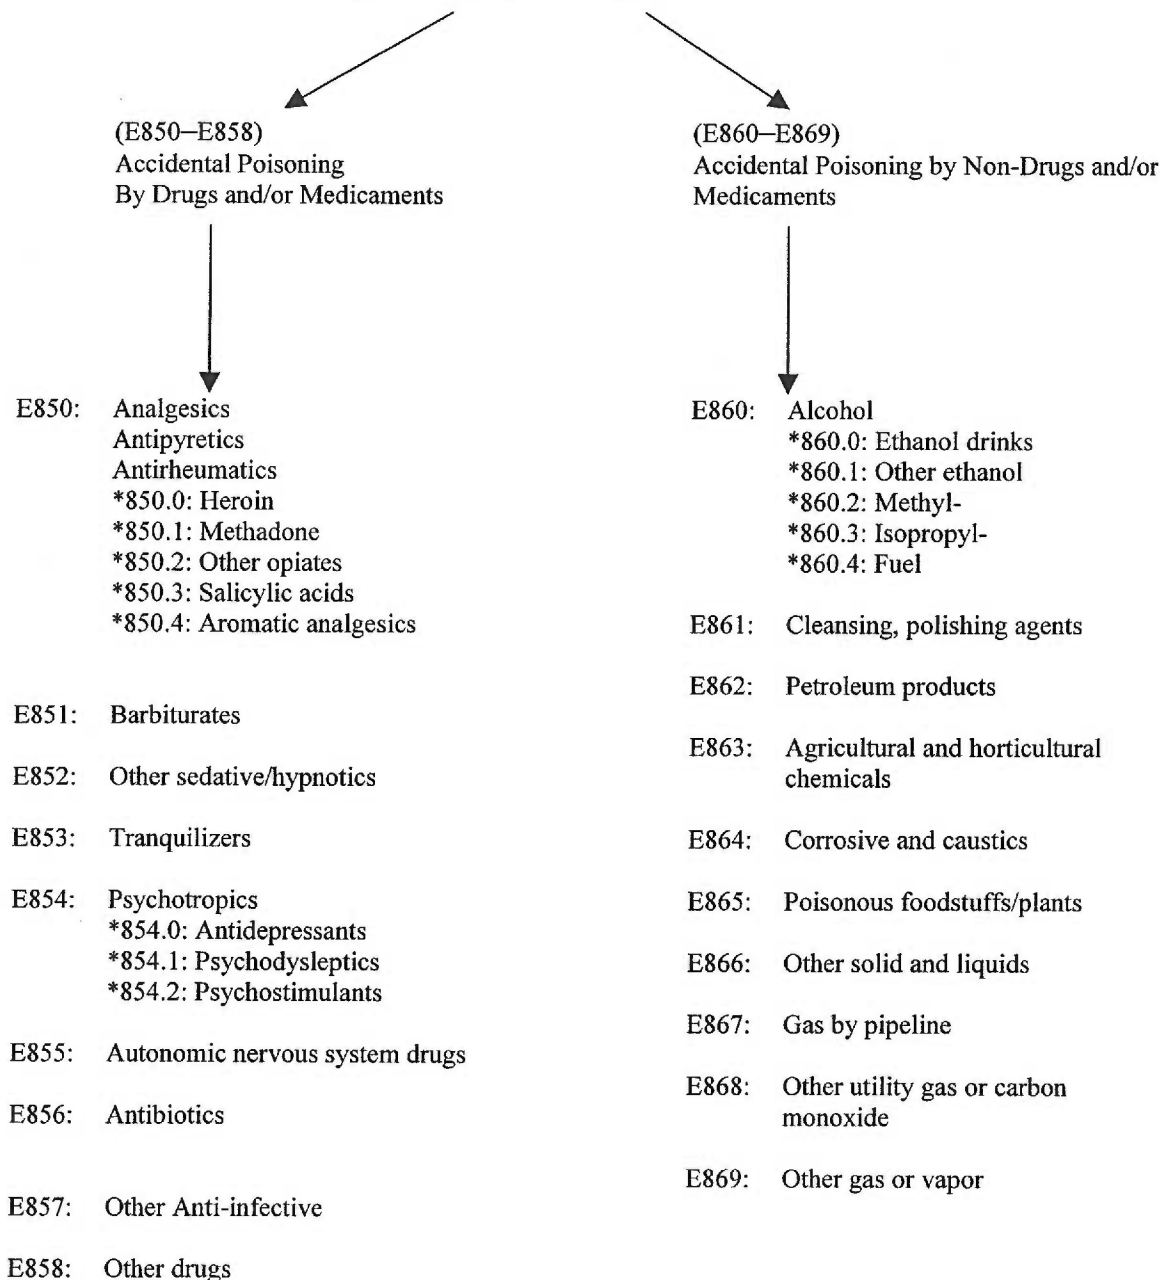 (E850–E858)
Accidental Poisoning
By Drugs and/or Medicaments
E850: Analgesics
Antipyretics
Antirheumatics
*850.0: Heroin
*850.1: Methadone
*850.2: Other opiates
*850.3: Salicylic acids
*850.4: Aromatic analgesics
E851: Barbiturates
E852: Other sedative/hypnotics
E853: Tranquilizers
E854: Psychotropics
*854.0: Antidepressants
*854.1: Psychodysleptics
*854.2: Psychostimulants
E855: Autonomic nervous system drugs
E856: Antibiotics
E857: Other Anti-infective
E858: Other drugs
(E860–E869)
Accidental Poisoning by Non-Drugs and/or
Medicaments
E860: Alcohol
*860.0: Ethanol drinks
*860.1: Other ethanol
*860.2: Methyl-
*860.3: Isopropyl-
*860.4: Fuel
E861: Cleansing, polishing agents
E862: Petroleum products
E863: Agricultural and horticultural
chemicals
E864: Corrosive and caustics
E865: Poisonous foodstuffs/plants
E866: Other solid and liquids
E867: Gas by pipeline
E868: Other utility gas or carbon
monoxide
E869: Other gas or vapor